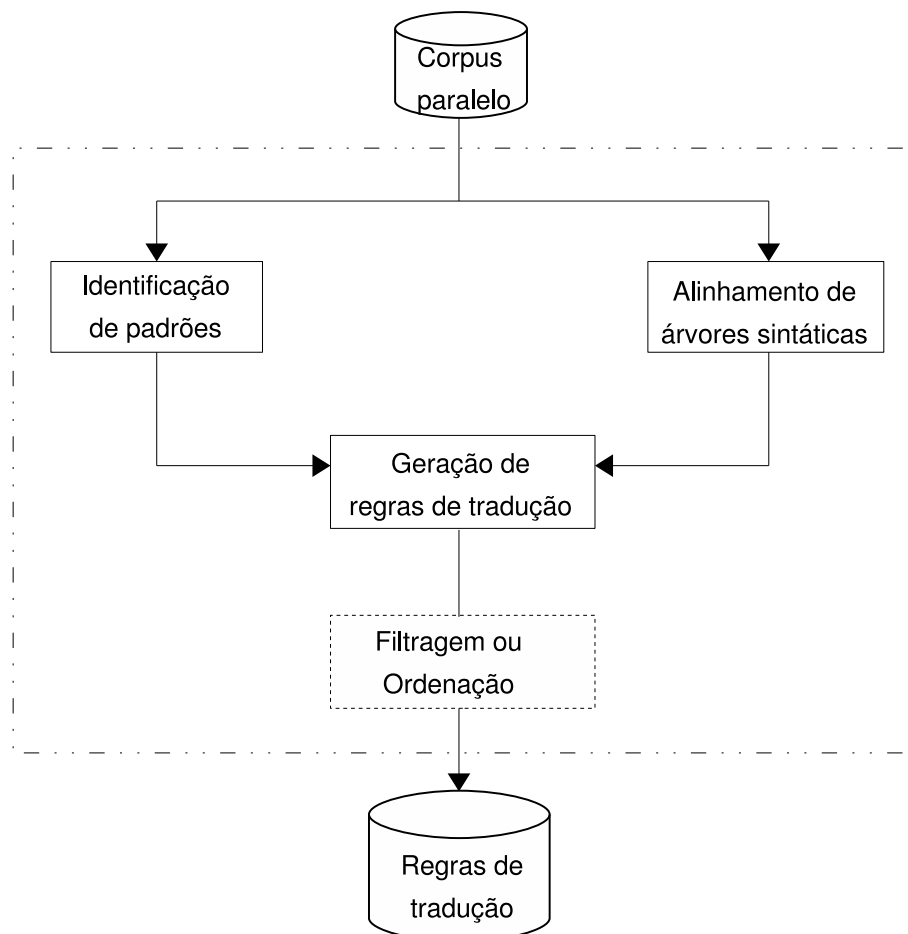 Corpus
paralelo
Identificação
de padrões
Alinhamento de
árvores sintáticas
Geração de
regras de tradução
Filtragem ou
Ordenação
Regras de
tradução